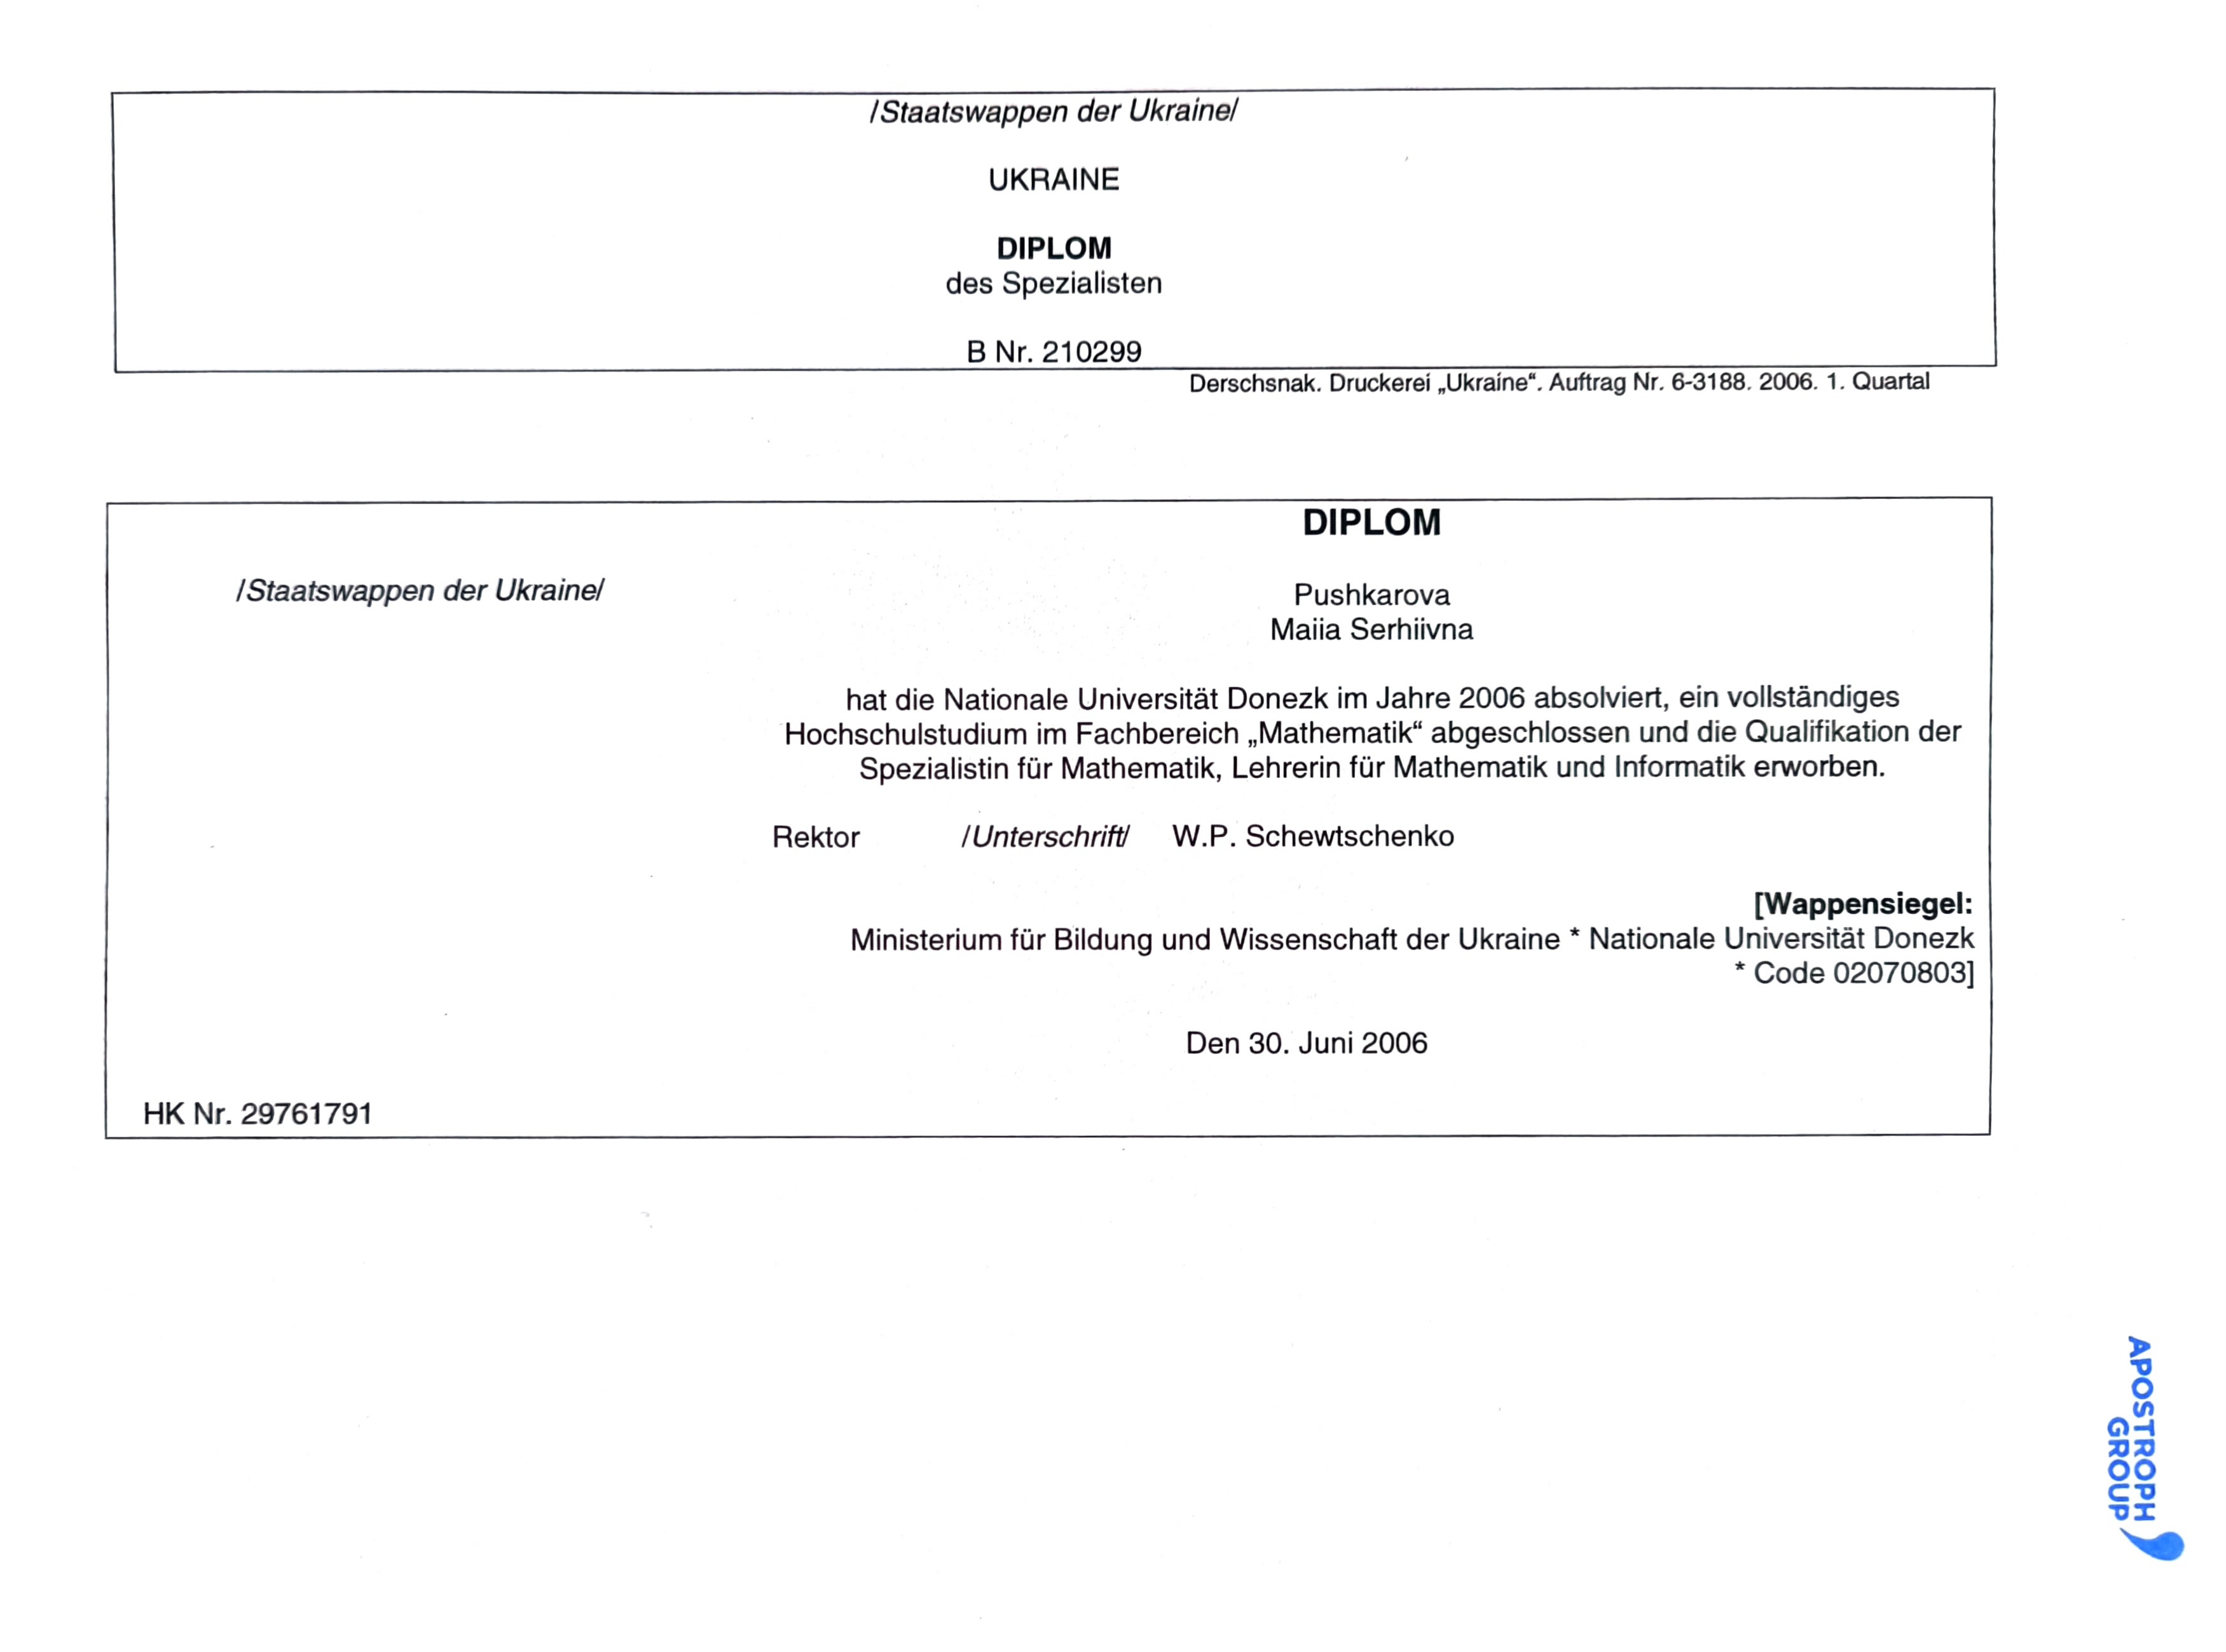 /Staatswappen der Ukraine/
UKRAINE
DIPLOM
des Spezialisten
B Nr. 210299
Derschsnak. Druckerei „Ukraine“. Auftrag Nr. 6-3188. 2006. 1. Quartal
DIPLOM
/Staatswappen der Ukraine/
Pushkarova
Maiia Serhiivna
hat die Nationale Universität Donezk im Jahre 2006 absolviert, ein vollständiges
Hochschulstudium im Fachbereich „Mathematik“ abgeschlossen und die Qualifikation der
Spezialistin für Mathematik, Lehrerin für Mathematik und Informatik erworben.
Rektor /Unterschrift/ W.P. Schewtschenko
[Wappensiegel:
Ministerium für Bildung und Wissenschaft der Ukraine * Nationale Universität Donezk
* Code 02070803]
Den 30. Juni 2006
HK Nr. 29761791
APOSTROPH
GROUP